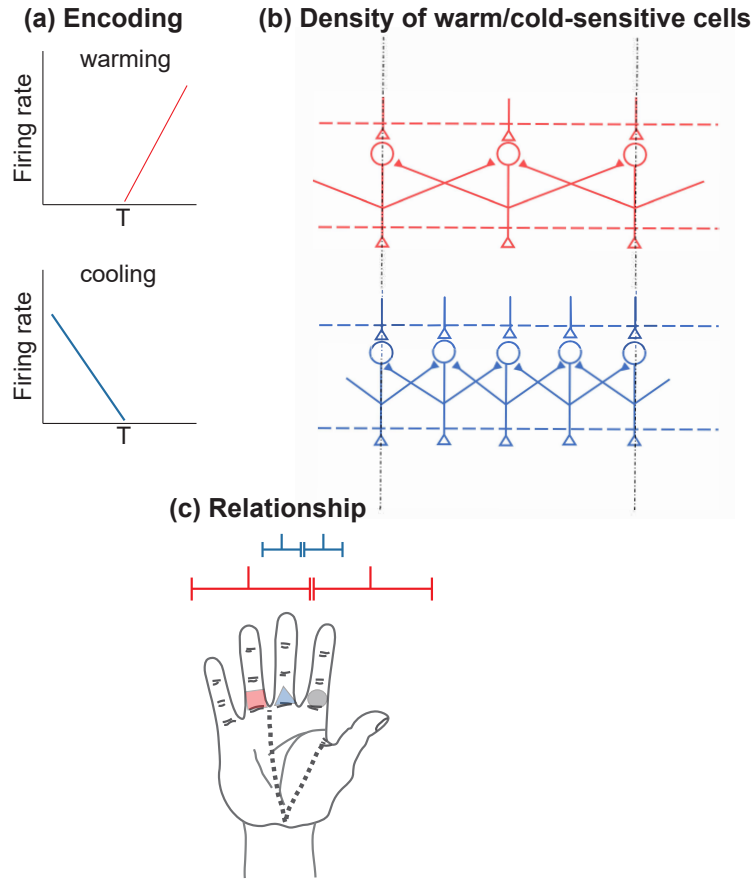 (a) Encoding
(b) Density of warm/cold-sensitive cells
warming
Firing rate
T
cooling
Firing rate
T
(c) Relationship